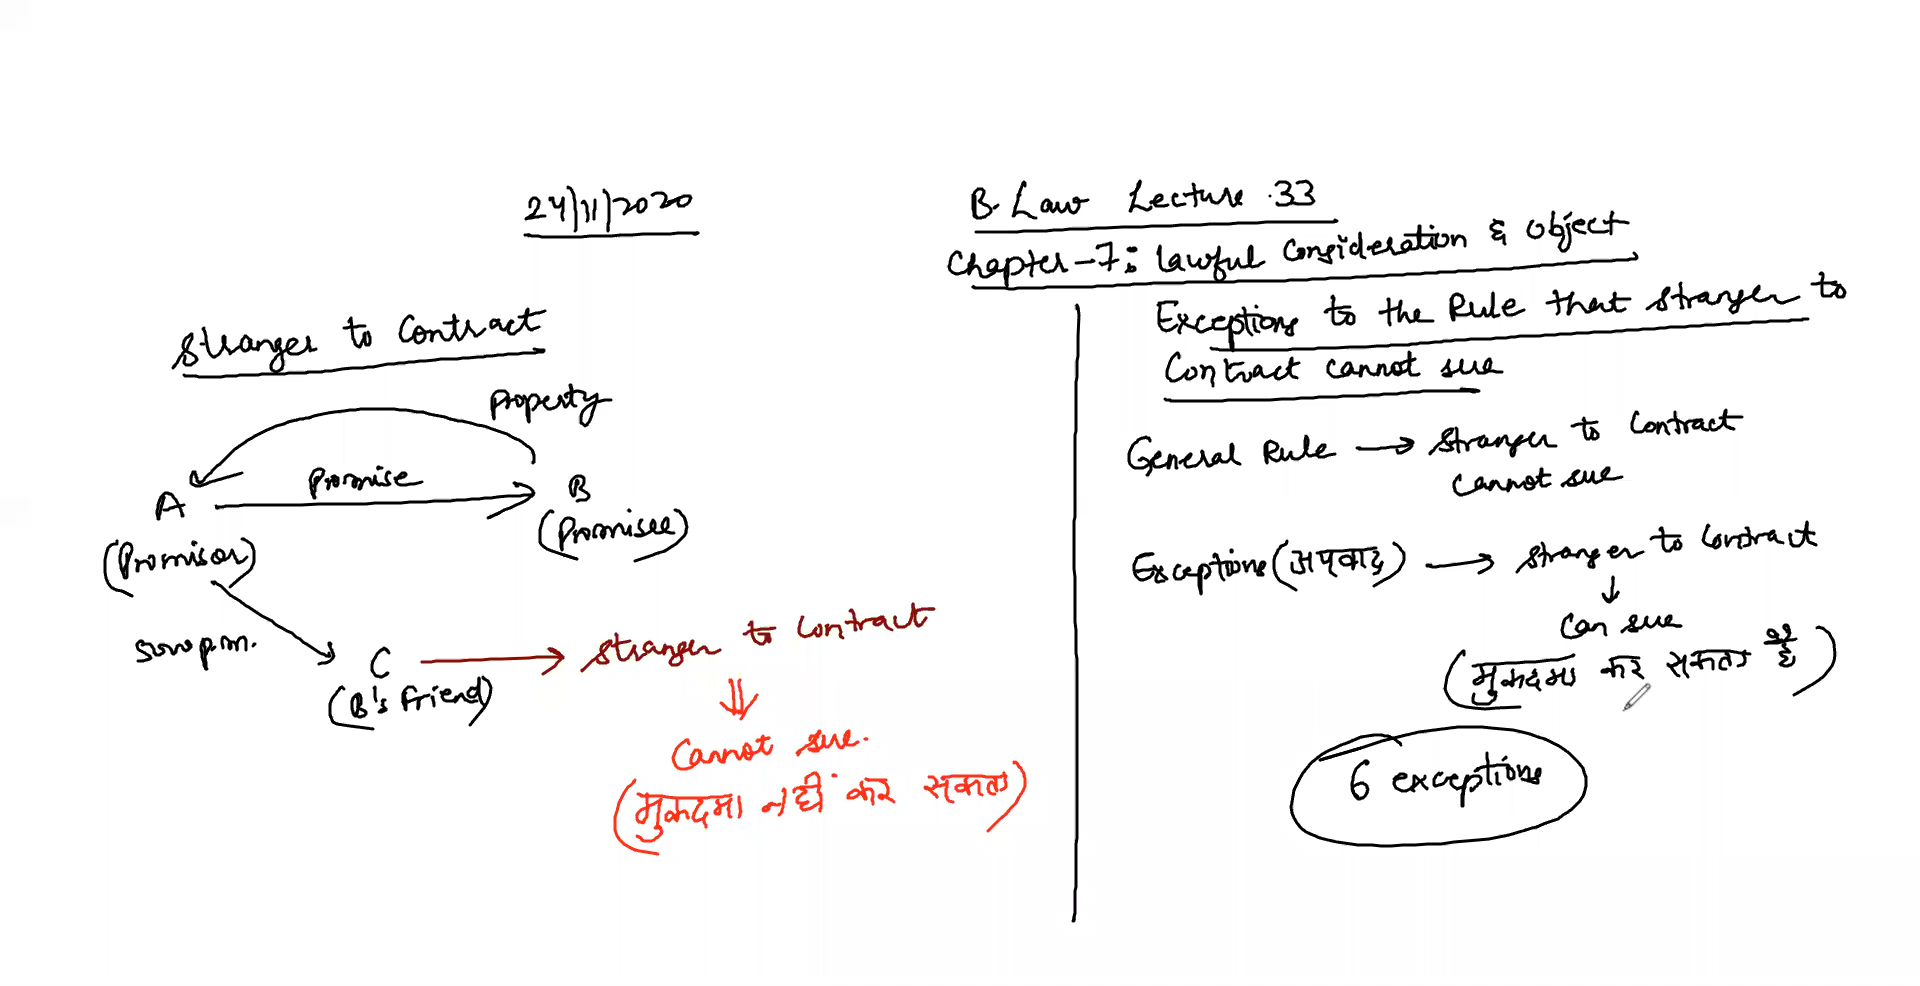 24/11/2020
B. Law Lecture 33
Chapter-7: Lawful Consideration & Object
Stranger to Contract
Property
Promise
A
B
(Promisor)
(Promisee)
5000 p.m.
C
(B's Friend)
Stranger to Contract
Cannot sue.
(मुकदमा नहीं कर सकता)
Exceptions to the Rule that Stranger to
Contract cannot sue
General Rule → Stranger to Contract
Cannot sue
Exceptions (अपवाद) → Stranger to Contract
Can sue
(मुकदमा कर सकता है)
6 exceptions